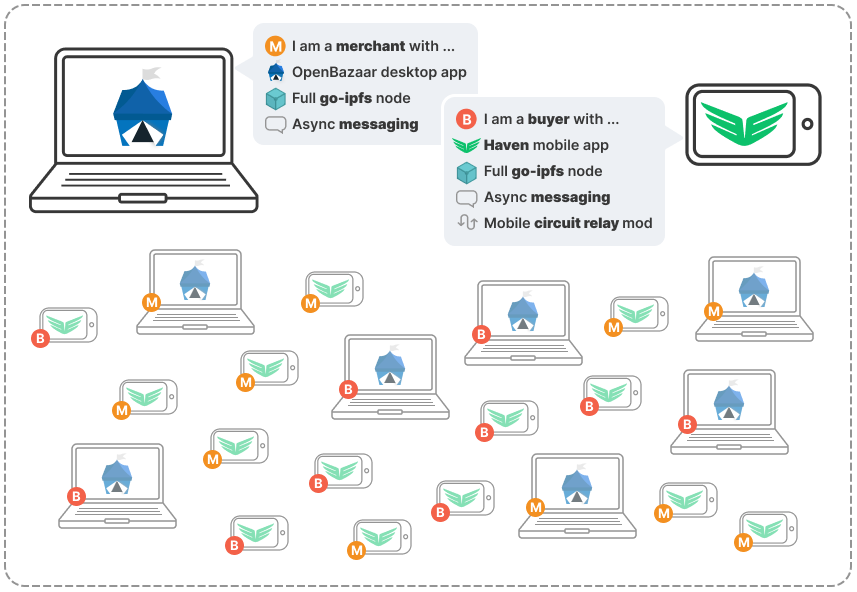 M I am a merchant with ...
OpenBazaar desktop app
Full go-ipfs node
Async messaging
B I am a buyer with ...
Haven mobile app
Full go-ipfs node
Async messaging
Mobile circuit relay mod
M
M
M
M
B
B
M
B
B
M
B
B
M
B
B
M
B
M
M
B
M